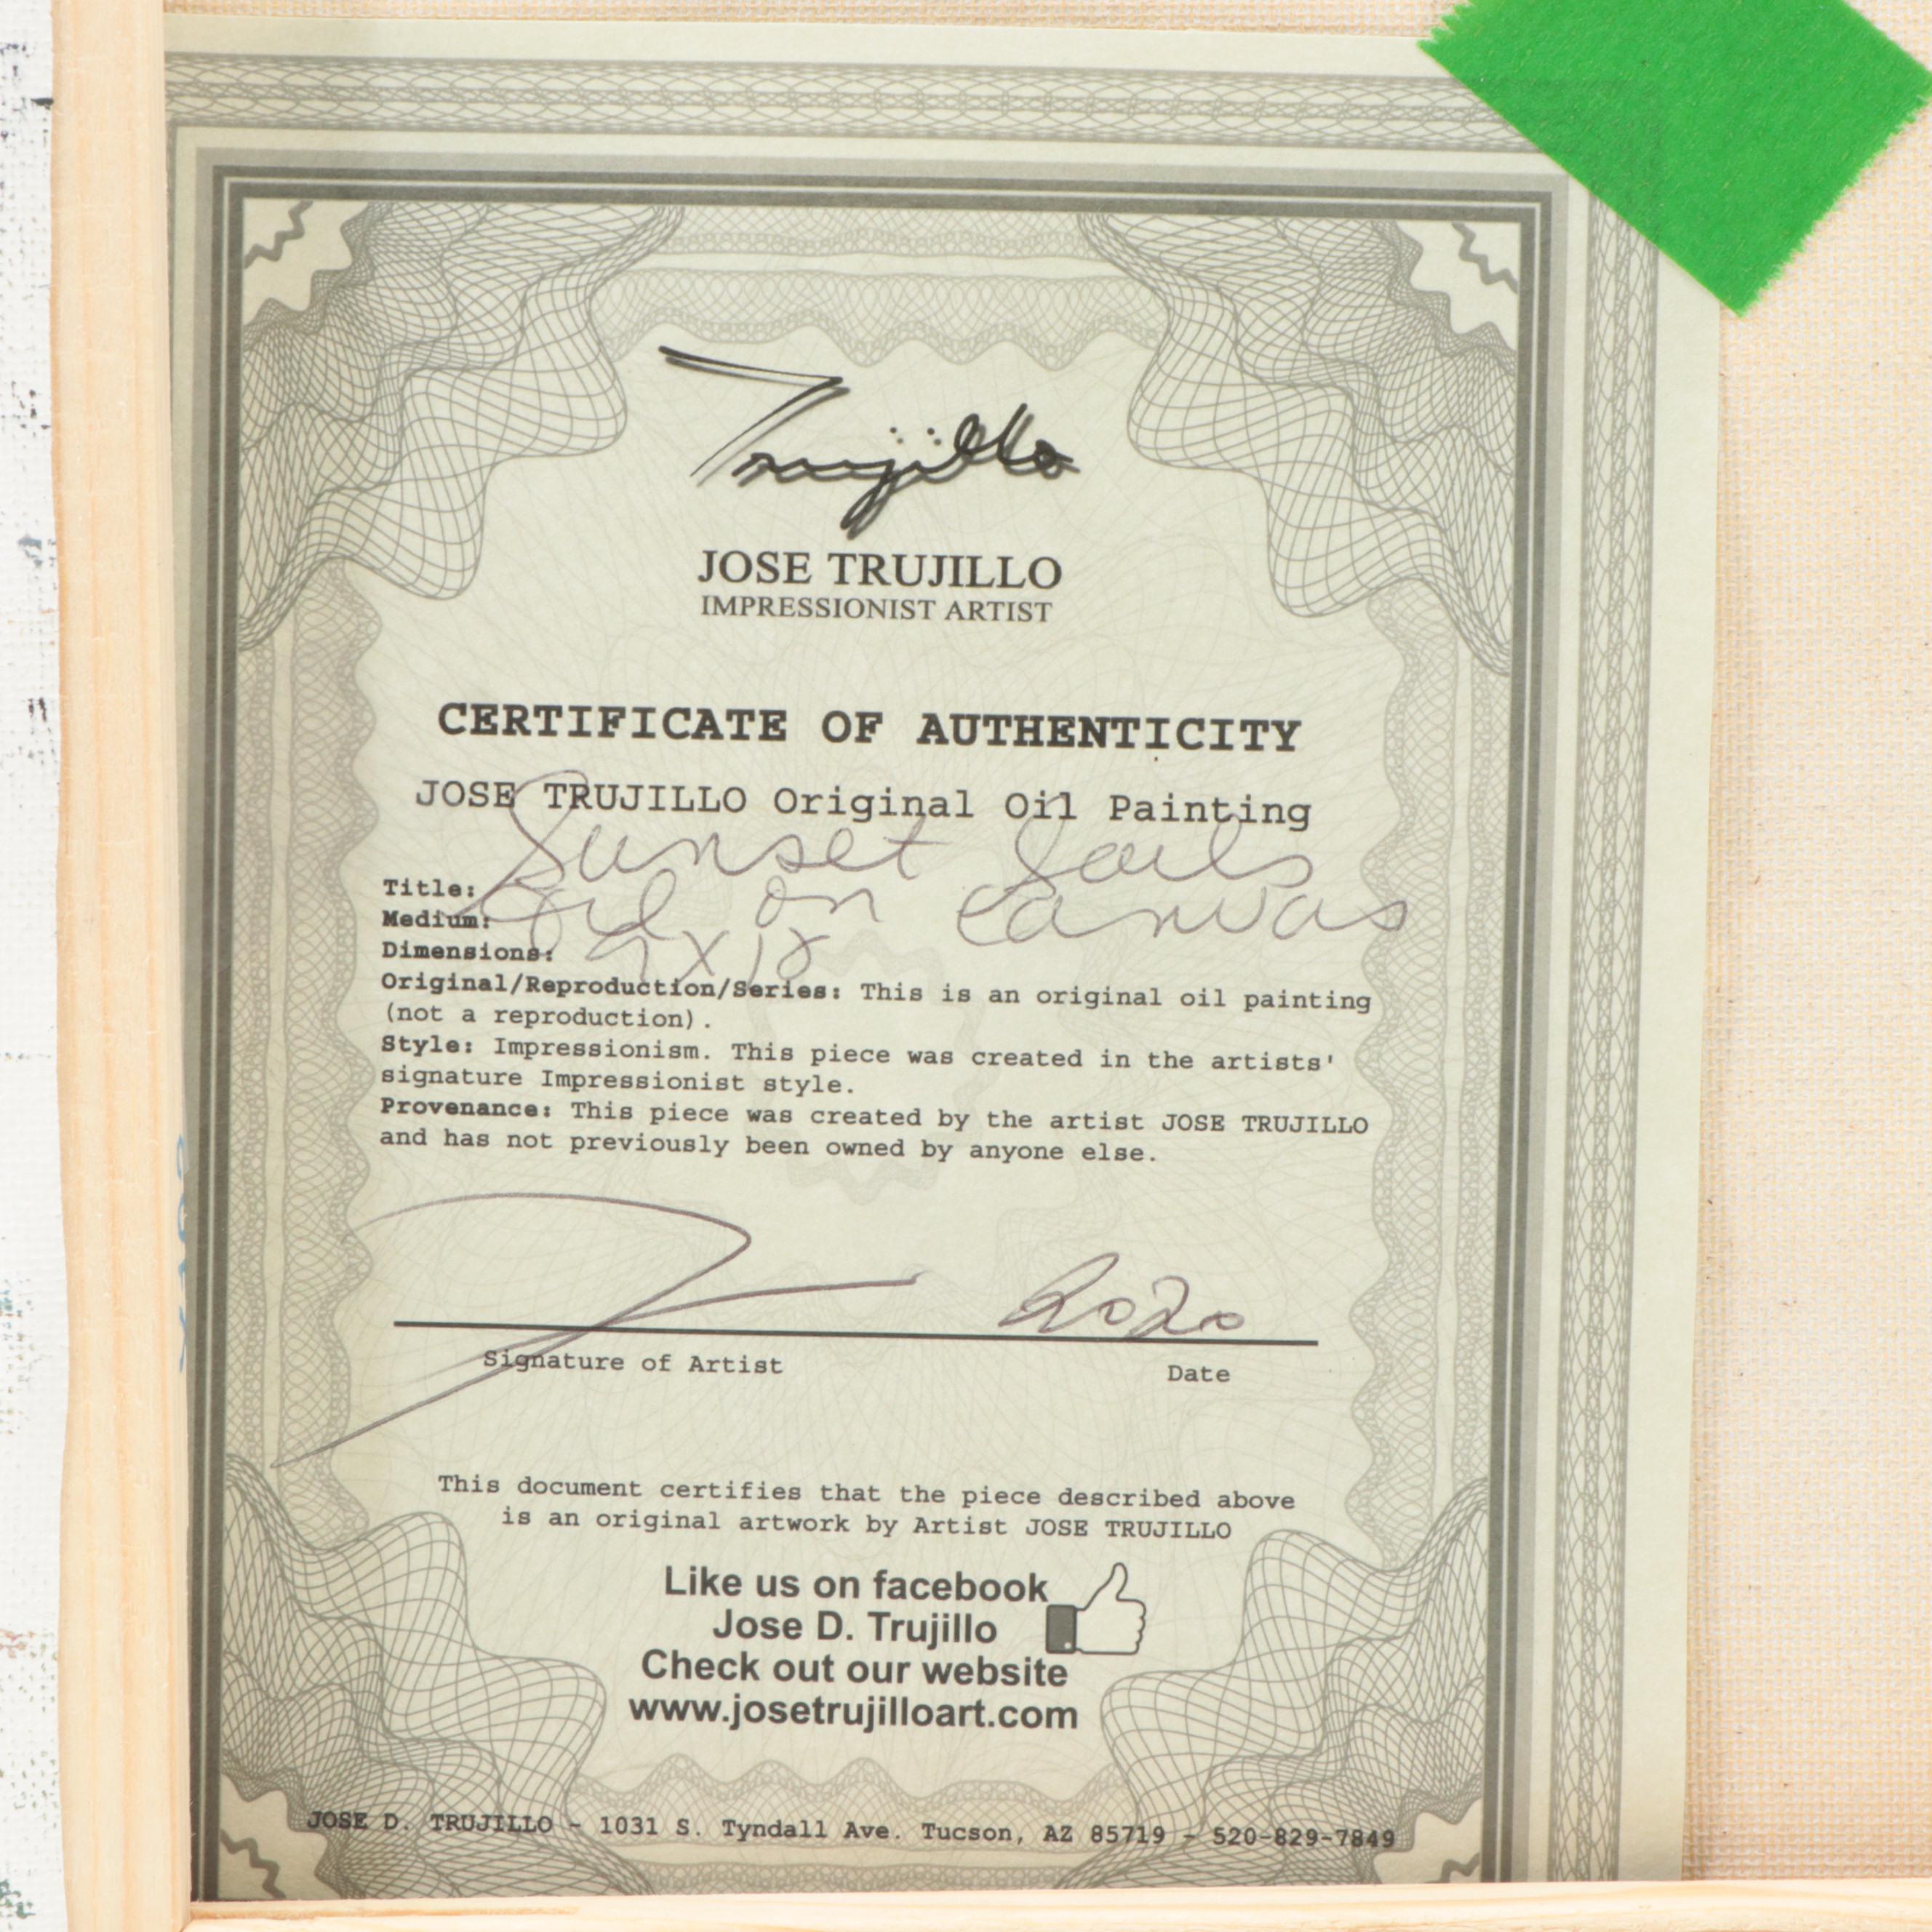 Trujillo
JOSE TRUJILLO
IMPRESSIONIST ARTIST
CERTIFICATE OF AUTHENTICITY
JOSE TRUJILLO Original Oil Painting
Title: Sunset Sails
Medium: Oil on canvas
Dimensions: 9x12
Original/Reproduction/Series: This is an original oil painting
(not a reproduction).
Style: Impressionism. This piece was created in the artists'
signature Impressionist style.
Provenance: This piece was created by the artist JOSE TRUJILLO
and has not previously been owned by anyone else.
2020
Signature of Artist Date
This document certifies that the piece described above
is an original artwork by Artist JOSE TRUJILLO
Like us on facebook
Jose D. Trujillo
Check out our website
www.josetrujilloart.com
JOSE D. TRUJILLO - 1031 S. Tyndall Ave. Tucson, AZ 85719 - 520-829-7849